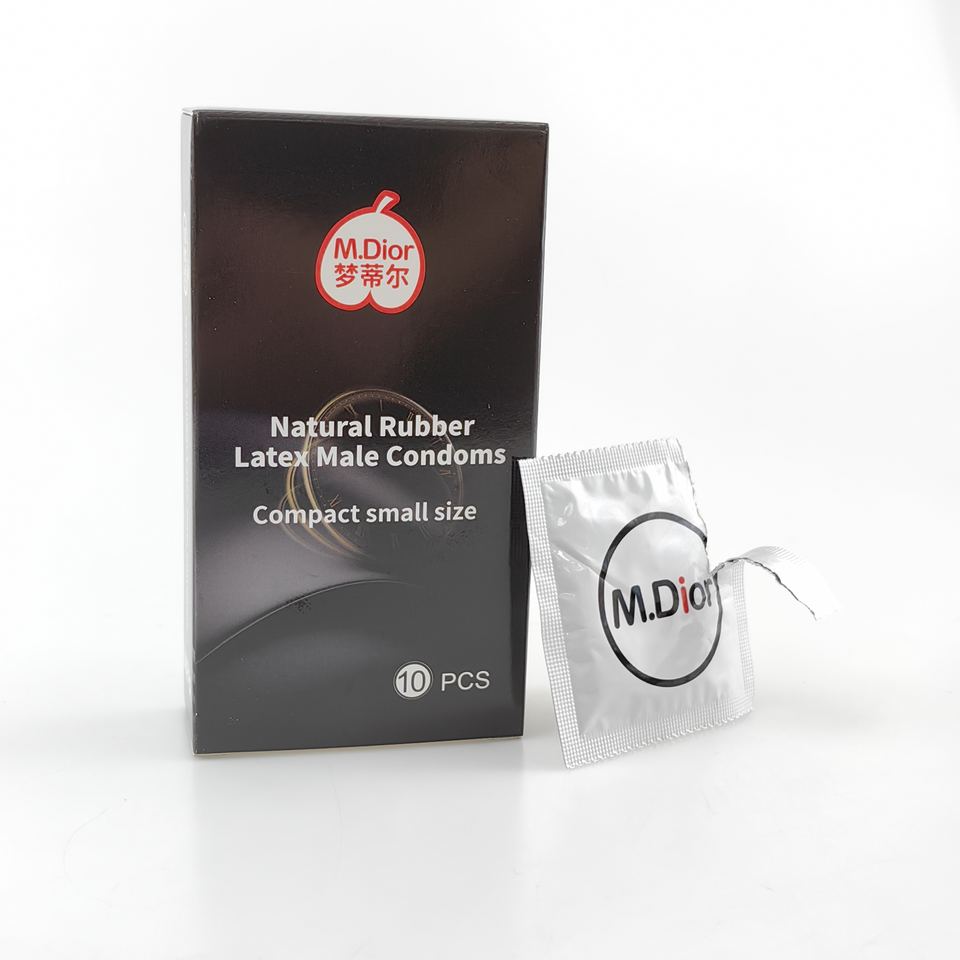 M.Dior
梦蒂尔
Natural Rubber
Latex Male Condoms
Compact small size
10 PCS
M.Dior